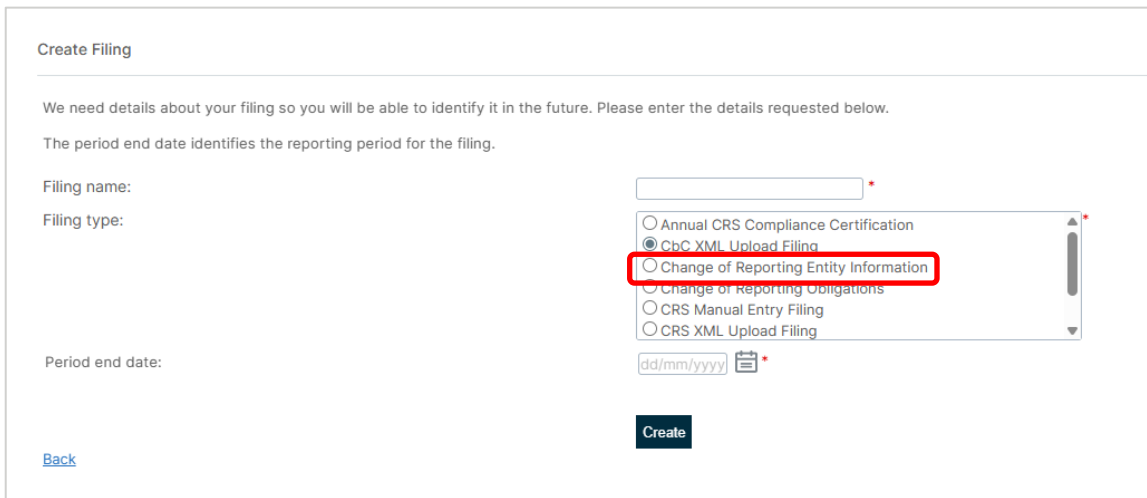 Create Filing
We need details about your filing so you will be able to identify it in the future. Please enter the details requested below.
The period end date identifies the reporting period for the filing.
Filing name: *
Filing type: *
Annual CRS Compliance Certification
CbC XML Upload Filing
Change of Reporting Entity Information
Change of Reporting Obligations
CRS Manual Entry Filing
CRS XML Upload Filing
Period end date: dd/mm/yyyy *
Create
Back